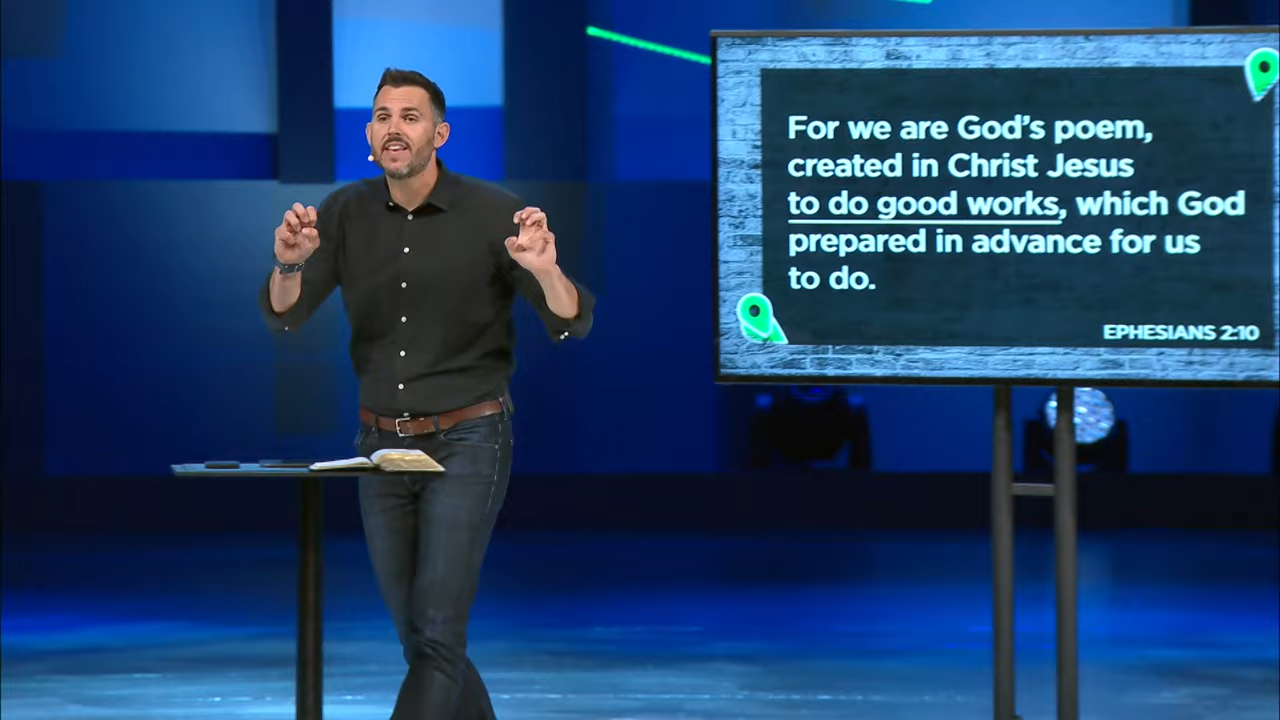 For we are God's poem,
created in Christ Jesus
to do good works, which God
prepared in advance for us
to do.
EPHESIANS 2:10